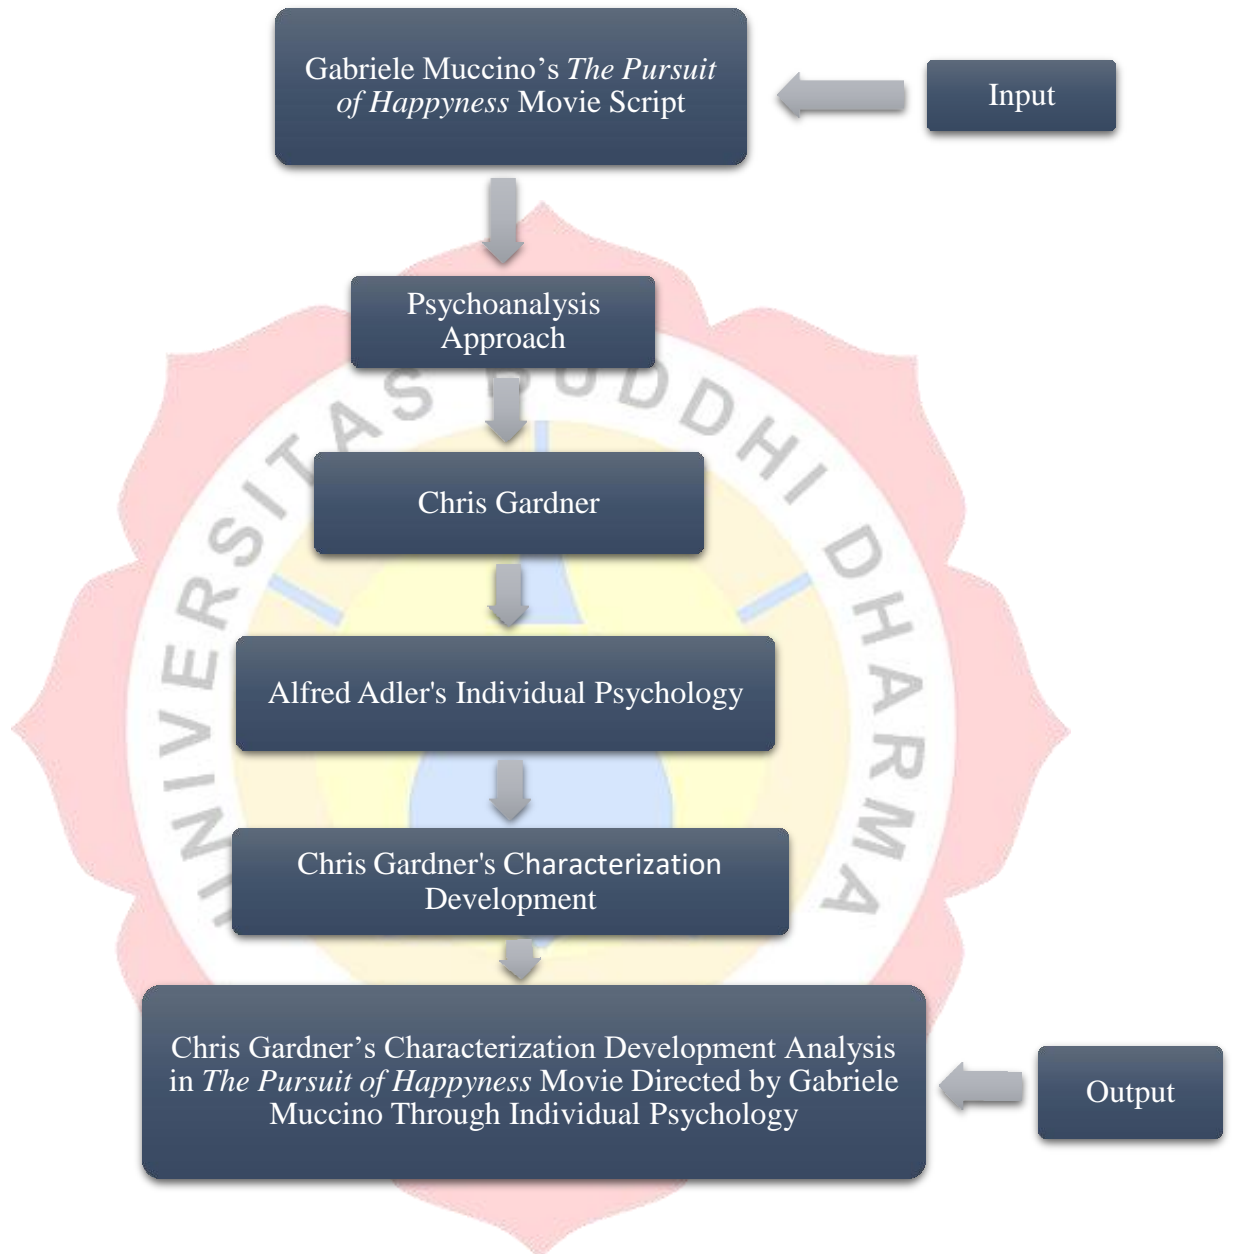 Gabriele Muccino’s The Pursuit
of Happyness Movie Script
Input
Psychoanalysis
Approach
UNIVERSITAS BUDDHI DHARMA
Chris Gardner
Alfred Adler's Individual Psychology
Chris Gardner's Characterization
Development
Chris Gardner’s Characterization Development Analysis
in The Pursuit of Happyness Movie Directed by Gabriele
Muccino Through Individual Psychology
Output